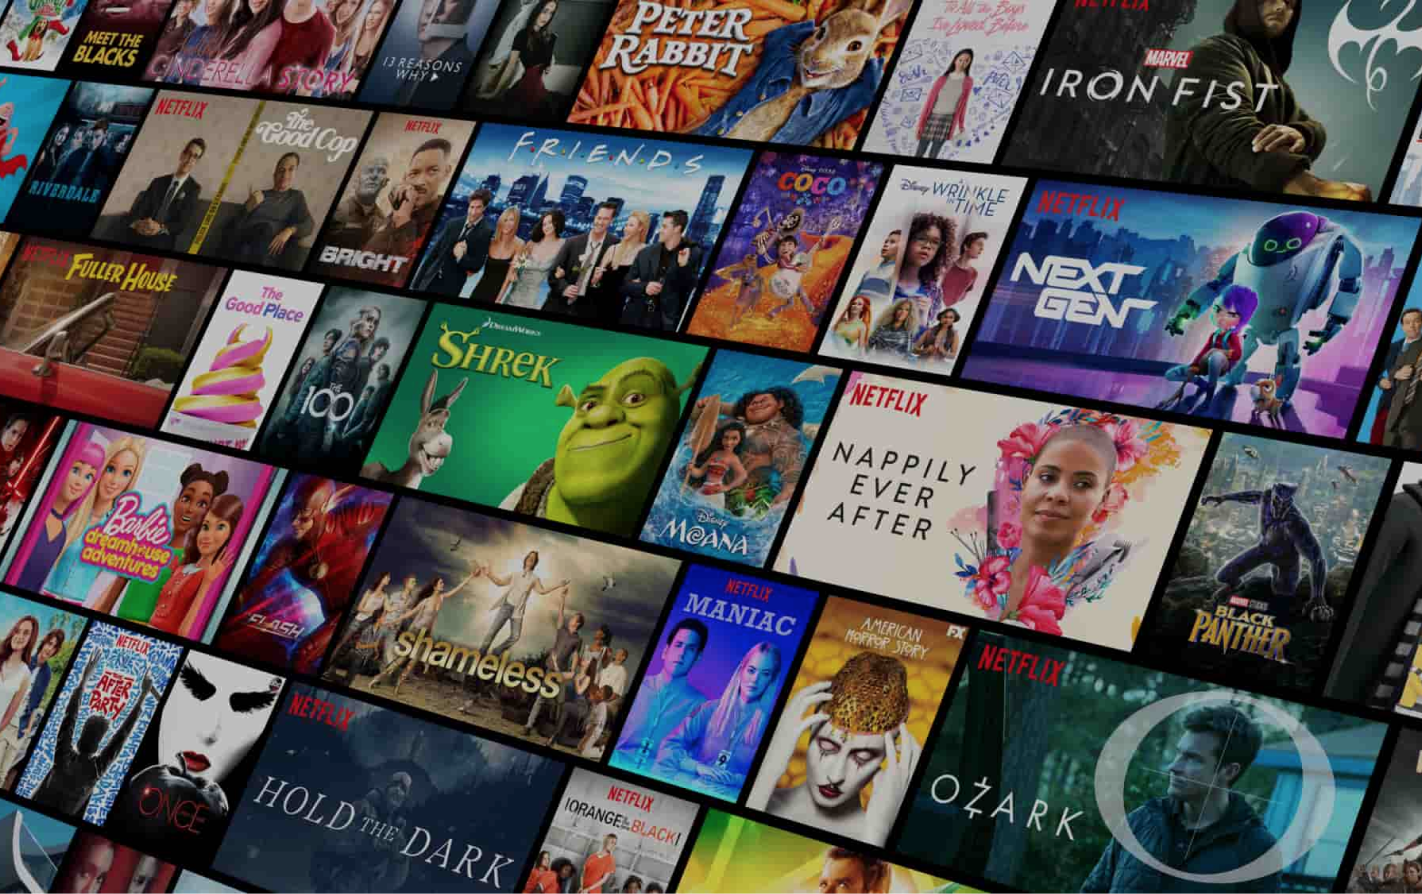 MEET THE
BLACKS
CINDERELLA STORY
13 REASONS
WHY
PETER
RABBIT
To All the Boys
I've Loved Before
NETFLIX
MARVEL
IRON FIST
RIVERDALE
NETFLIX
the
Good Cop
NETFLIX
BRIGHT
F·R·I·E·N·D·S
Disney PIXAR
COCO
Disney
A WRINKLE
IN TIME
NETFLIX
NEXT
GEN
NETFLIX
FULLER HOUSE
The
Good Place
THE
100
DREAMWORKS
SHREK
Disney
MOANA
NETFLIX
NAPPILY
EVER
AFTER
MARVEL STUDIOS
BLACK
PANTHER
Barbie
dreamhouse
adventures
FLASH
shameless
NETFLIX
MANIAC
AMERICAN
HORROR STORY
FX
NETFLIX
OZARK
NETFLIX
THE
AFTER
PARTY
ONCE
NETFLIX
HOLD THE DARK
NETFLIX
ORANGE IS THE NEW BLACK